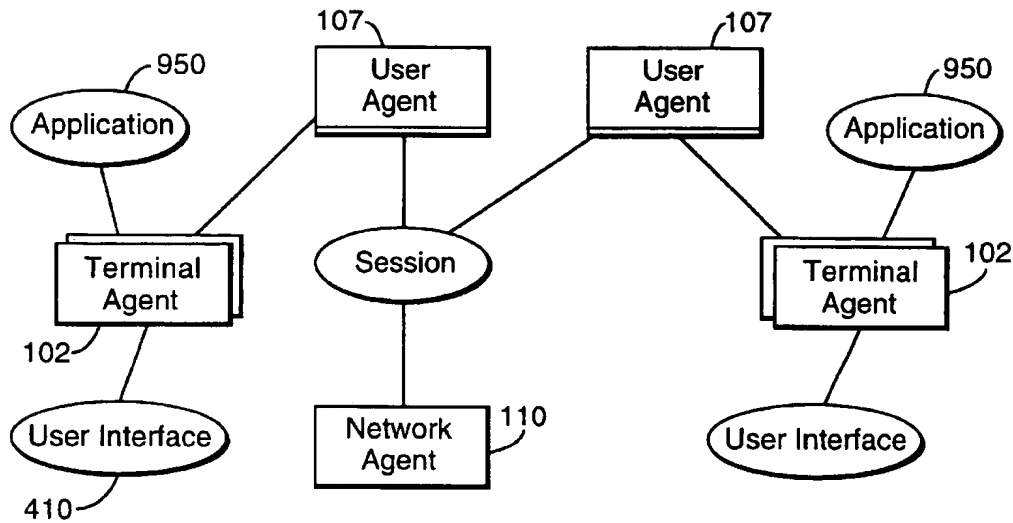 107
107
950
950
User
Agent
User
Agent
Application
Application
Terminal
Agent
Session
Terminal
Agent
102
102
User Interface
Network
Agent
110
User Interface
410